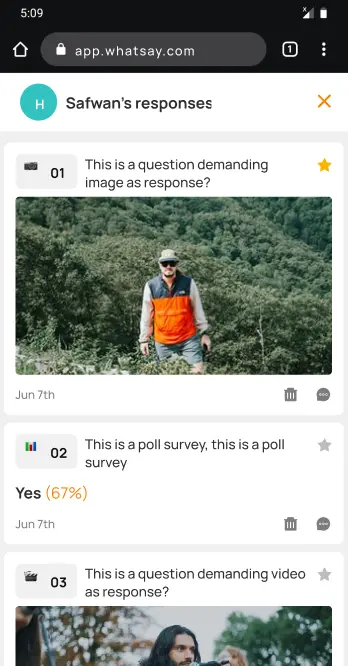 5:09
app.whatsay.com
1
H
Safwan's responses
01
This is a question demanding
image as response?
Jun 7th
02
This is a poll survey, this is a poll
survey
Yes (67%)
Jun 7th
03
This is a question demanding video
as response?